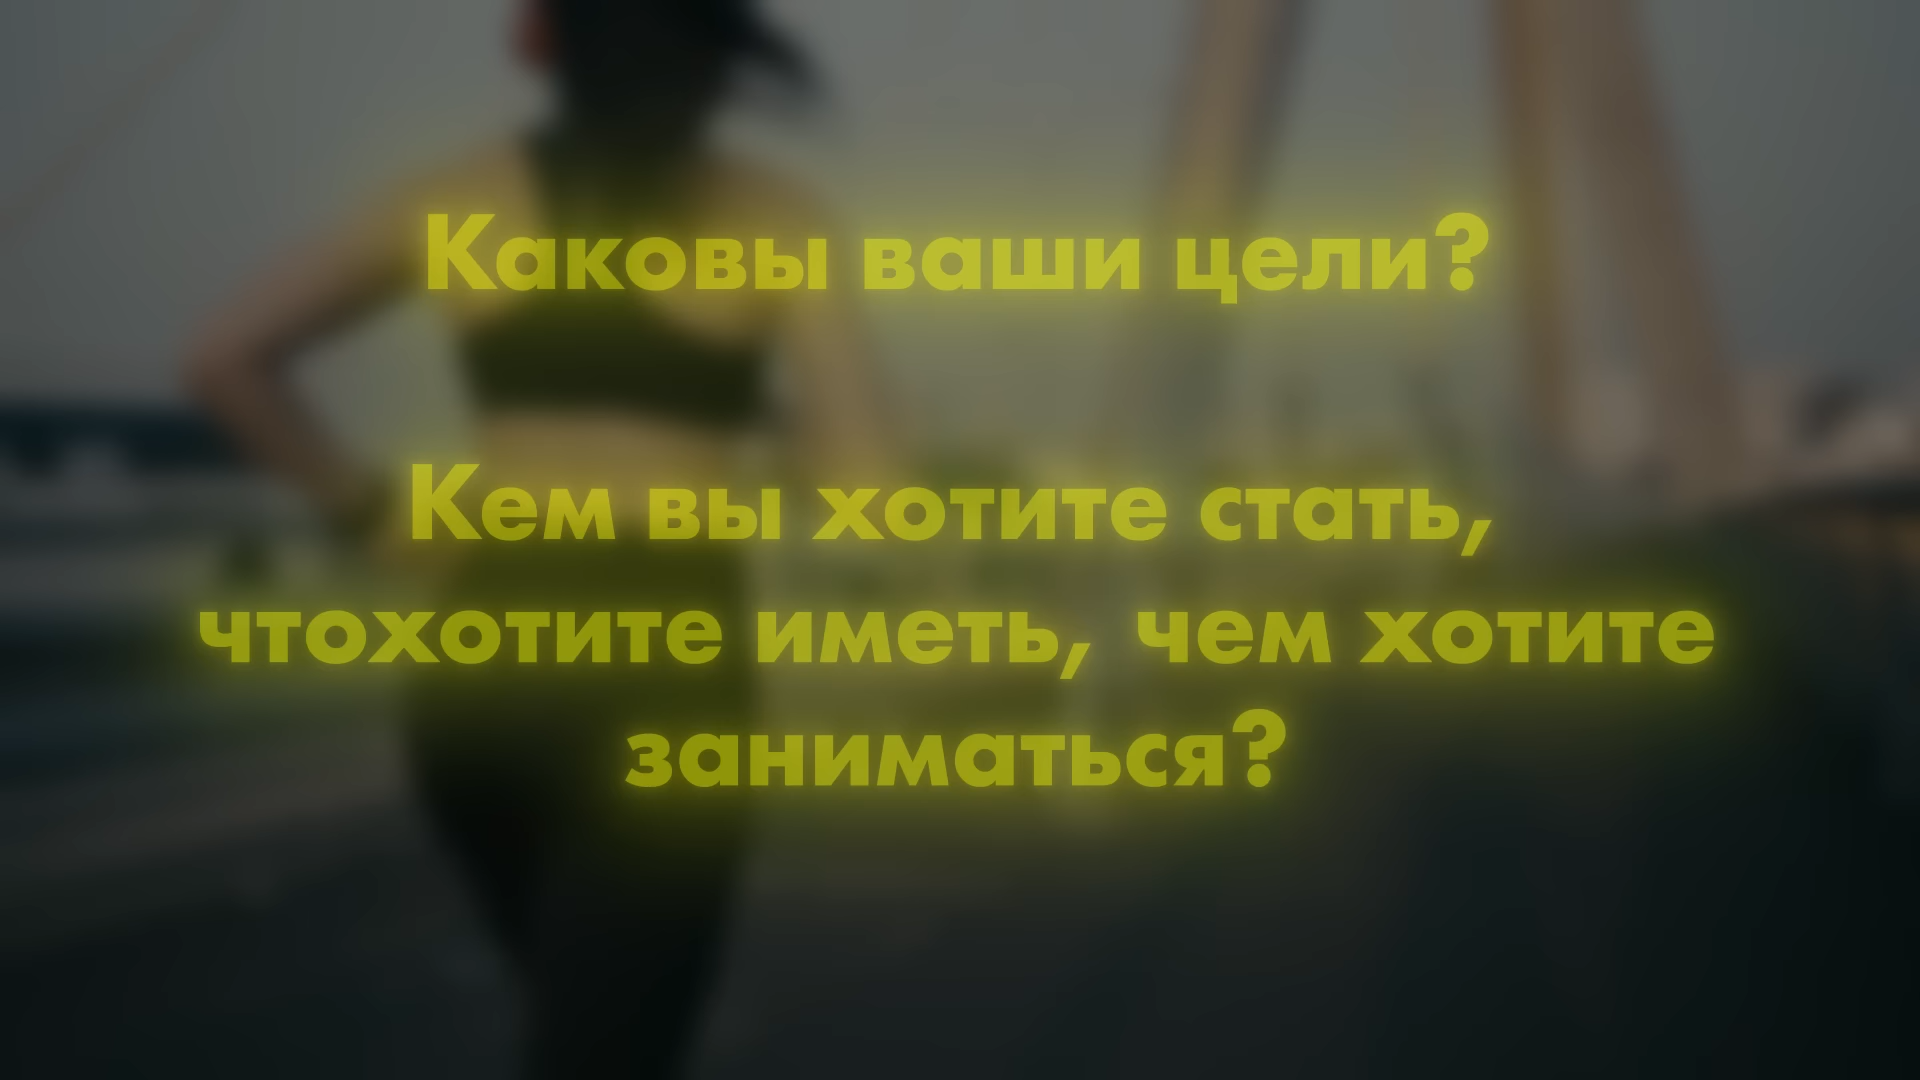 Каковы ваши цели?
Кем вы хотите стать,
чтохотите иметь, чем хотите
заниматься?